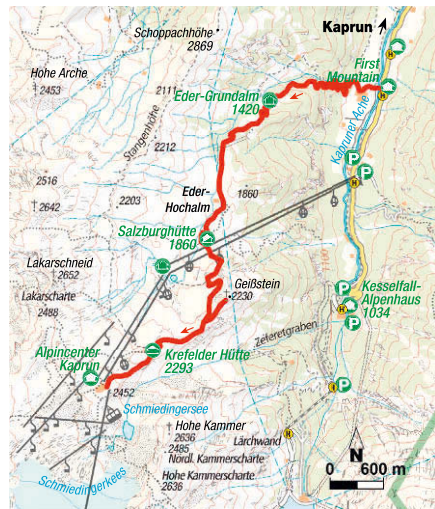 Kaprun
Schoppachhöhe
2869
First
Mountain
Hohe Arche
2453
2111
Eder-Grundalm
1420
Stangenhöhe
Kapruner Ache
2212
H
H
P
P
H
2516
2642
2203
Eder-
Hochalm
1860
Salzburghütte
1860
Lakarschneid
2652
Geißstein
2230
Lakarscharte
2488
P
Kesselfall-
Alpenhaus
1034
H
P
Zeferetgraben
Alpincenter
Kaprun
Krefelder Hütte
2293
2452
H
P
Schmiedingersee
Hohe Kammer
2636
2485
Nördl. Kammerscharte
Hohe Kammerscharte
2636
Lärchwand
H
Schmiedingerkees
N
0 600 m